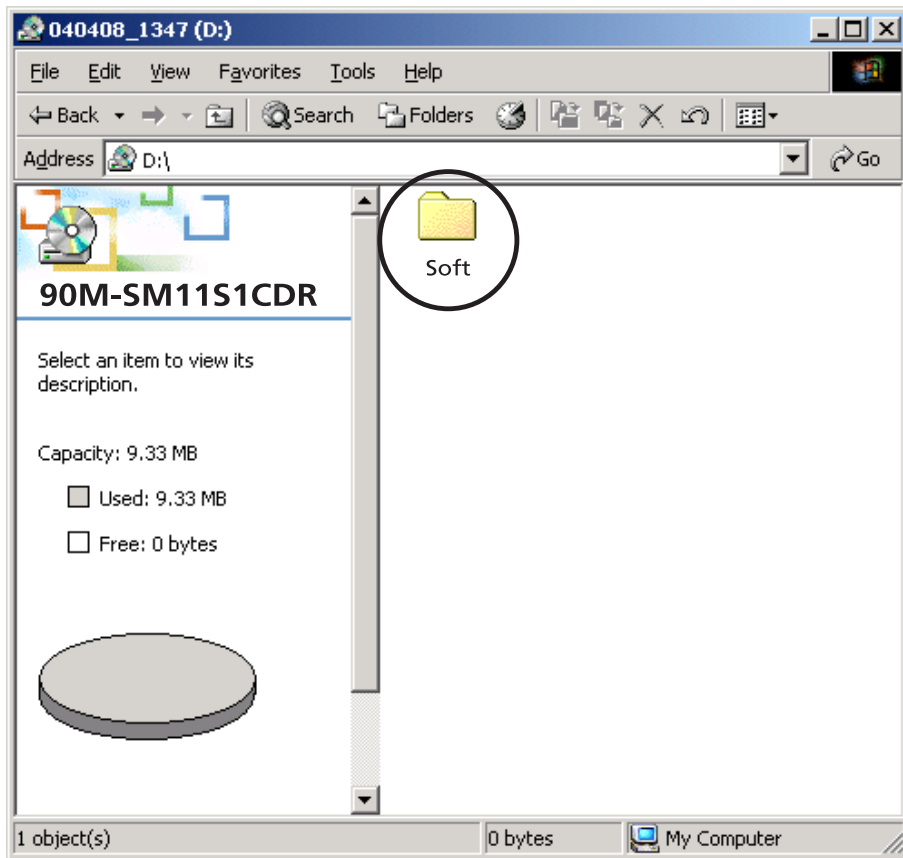 040408_1347 (D:)
File Edit View Favorites Tools Help
Back Search Folders
Address D:\ Go
90M-SM11S1CDR
Soft
Select an item to view its
description.
Capacity: 9.33 MB
Used: 9.33 MB
Free: 0 bytes
1 object(s) 0 bytes My Computer